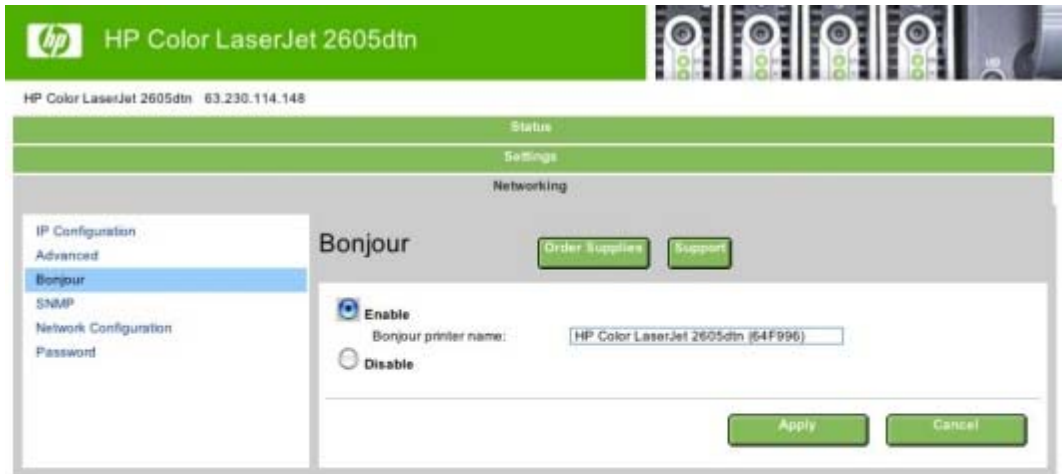 hp HP Color LaserJet 2605dtn
HP Color LaserJet 2605dtn 63.230.114.148
Status
Settings
Networking
IP Configuration
Advanced
Bonjour
SNMP
Network Configuration
Password
Bonjour
Order Supplies
Support
Enable
Bonjour printer name:
HP Color LaserJet 2605dtn (64F996)
Disable
Apply
Cancel